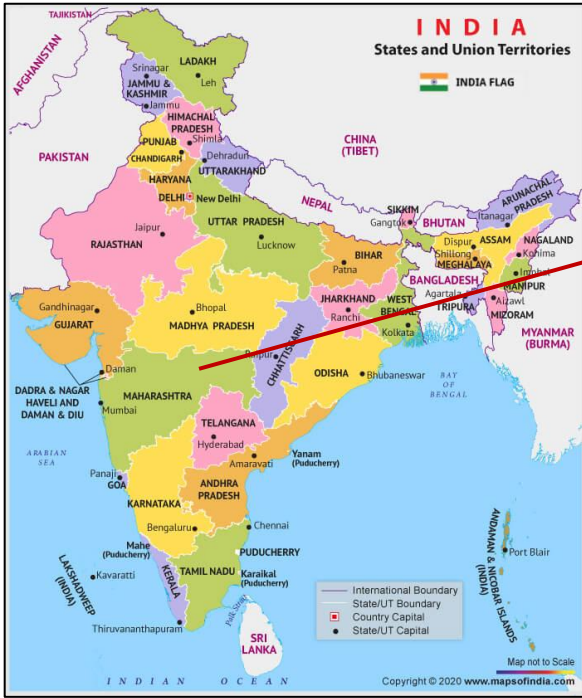 INDIA
States and Union Territories
INDIA FLAG
TAJIKISTAN
AFGHANISTAN
PAKISTAN
CHINA
(TIBET)
NEPAL
BHUTAN
BANGLADESH
MYANMAR
(BURMA)
SRI
LANKA
LADAKH
Leh
Srinagar
JAMMU &
KASHMIR
Jammu
HIMACHAL
PRADESH
Shimla
PUNJAB
CHANDIGARH
Dehradun
UTTARAKHAND
HARYANA
DELHI
New Delhi
RAJASTHAN
Jaipur
UTTAR PRADESH
Lucknow
BIHAR
Patna
SIKKIM
Gangtok
ARUNACHAL
PRADESH
Itanagar
ASSAM
Dispur
Shillong
MEGHALAYA
NAGALAND
Kohima
Imphal
MANIPUR
Agartala
TRIPURA
Aizawl
MIZORAM
GUJARAT
Gandhinagar
MADHYA PRADESH
Bhopal
JHARKHAND
Ranchi
WEST
BENGAL
Kolkata
CHHATTISGARH
Raipur
ODISHA
Bhubaneswar
Daman
DADRA & NAGAR
HAVELI AND
DAMAN & DIU
MAHARASHTRA
Mumbai
TELANGANA
Hyderabad
Amaravati
Yanam
(Puducherry)
ANDHRA
PRADESH
Panaji
GOA
KARNATAKA
Bengaluru
Chennai
Mahe
(Puducherry)
PUDUCHERRY
TAMIL NADU
Karaikal
(Puducherry)
KERALA
Thiruvananthapuram
LAKSHADWEEP
(INDIA)
Kavaratti
ANDAMAN & NICOBAR ISLANDS
(INDIA)
Port Blair
ARABIAN
SEA
BAY
OF
BENGAL
Palk Strait
INDIAN OCEAN
International Boundary
State/UT Boundary
Country Capital
State/UT Capital
Map not to Scale
Copyright © 2020 www.mapsofindia.com